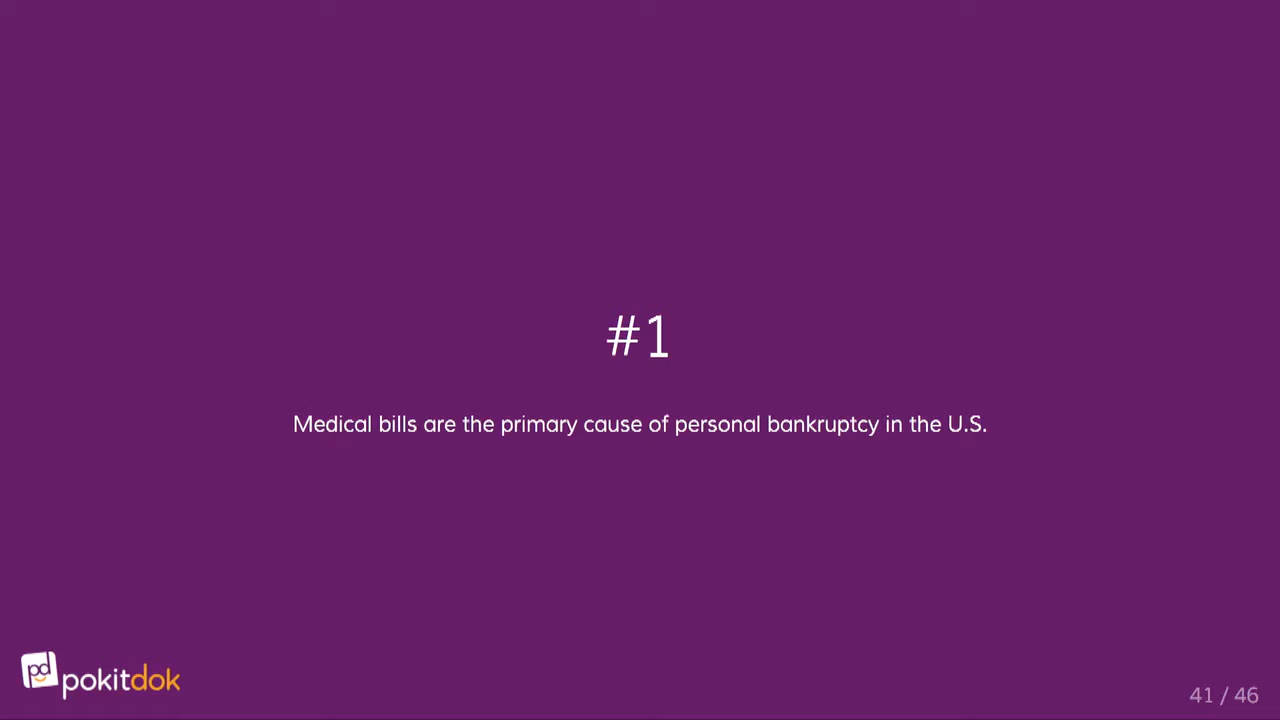 #1
Medical bills are the primary cause of personal bankruptcy in the U.S.
pd
pokitdok
41 / 46